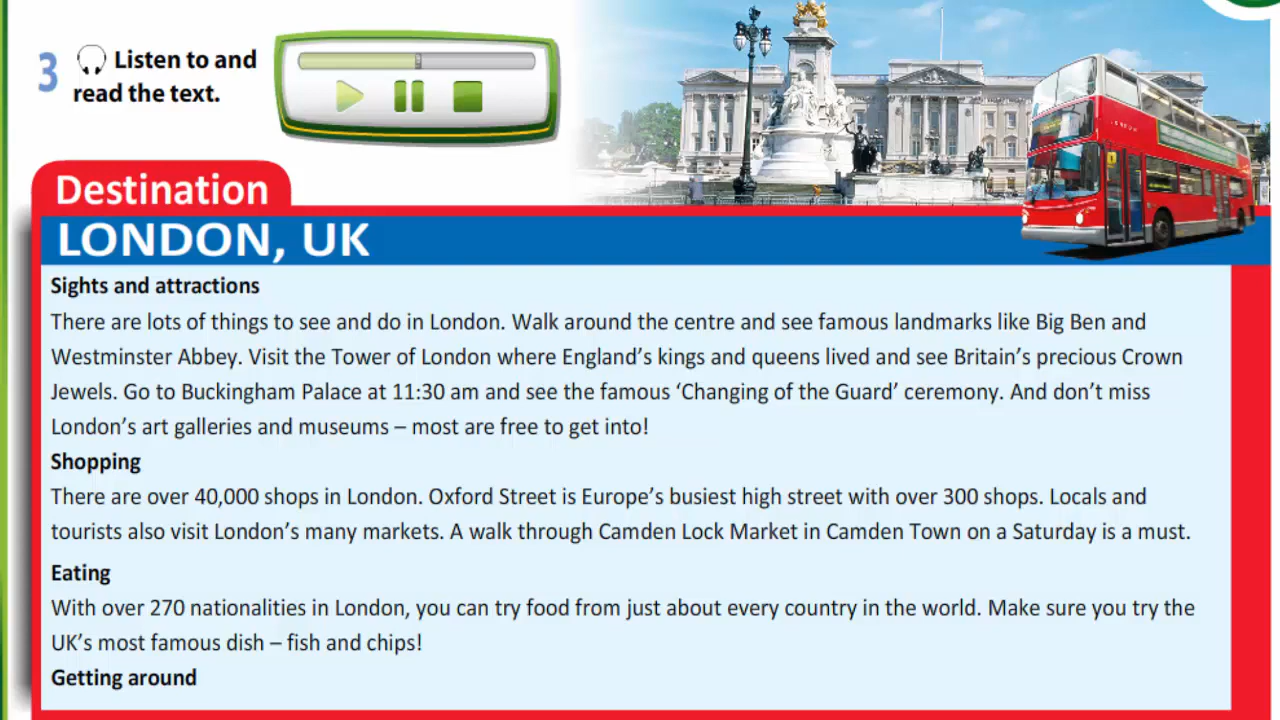 3 Listen to and
read the text.
Destination
LONDON, UK
Sights and attractions
There are lots of things to see and do in London. Walk around the centre and see famous landmarks like Big Ben and
Westminster Abbey. Visit the Tower of London where England’s kings and queens lived and see Britain’s precious Crown
Jewels. Go to Buckingham Palace at 11:30 am and see the famous ‘Changing of the Guard’ ceremony. And don’t miss
London’s art galleries and museums – most are free to get into!
Shopping
There are over 40,000 shops in London. Oxford Street is Europe’s busiest high street with over 300 shops. Locals and
tourists also visit London’s many markets. A walk through Camden Lock Market in Camden Town on a Saturday is a must.
Eating
With over 270 nationalities in London, you can try food from just about every country in the world. Make sure you try the
UK’s most famous dish – fish and chips!
Getting around